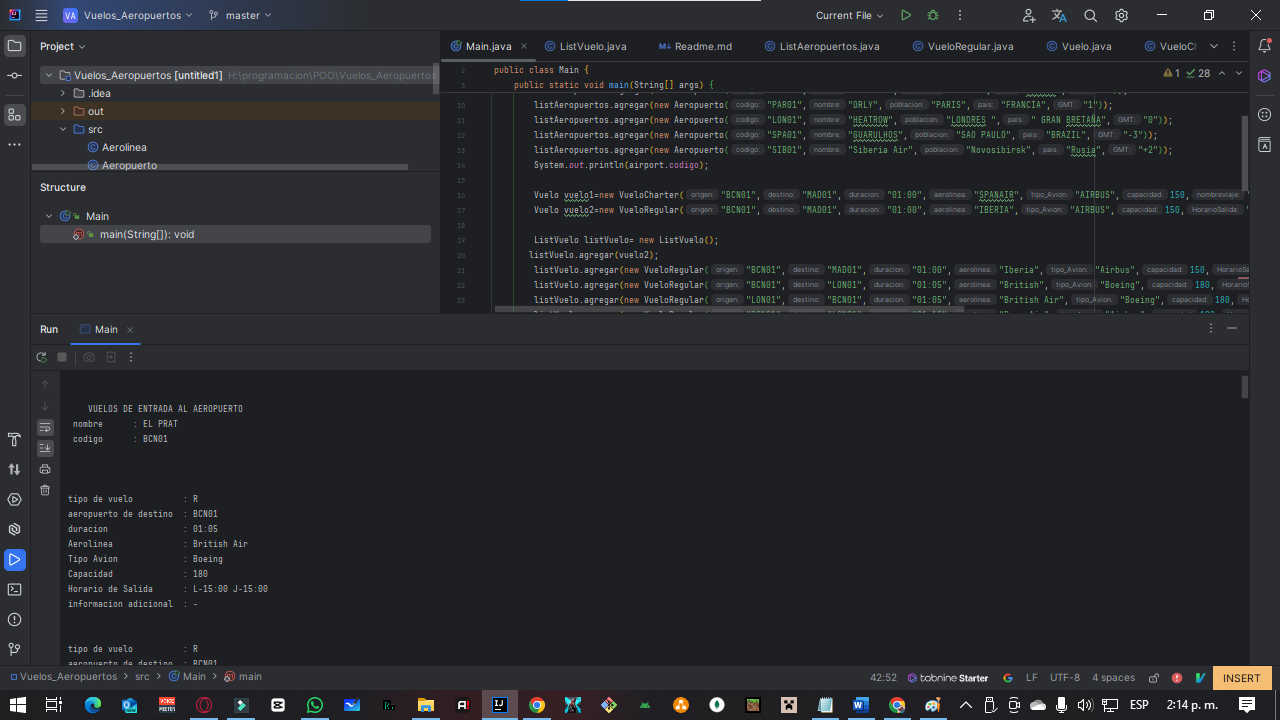 VA Vuelos_Aeropuertos master Current File
Project
Vuelos_Aeropuertos [untitled1] H:\programacion\POO\Vuelos_Aeropuertos
.idea
out
src
Aerolinea
Aeropuerto
Structure
Main
main(String[]): void
Main.java ListVuelo.java Readme.md ListAeropuertos.java VueloRegular.java Vuelo.java VueloCl
1 28
2 public class Main {
3 public static void main(String[] args) {
10 listAeropuertos.agregar(new Aeropuerto( codigo: "PAR01", nombre: "ORLY", poblacion: "PARIS", pais: "FRANCIA", GMT: "1"));
11 listAeropuertos.agregar(new Aeropuerto( codigo: "LON01", nombre: "HEATROW", poblacion: "LONDRES ", pais: " GRAN BRETAÑA", GMT: "0"));
12 listAeropuertos.agregar(new Aeropuerto( codigo: "SPA01", nombre: "GUARULHOS", poblacion: "SAO PAULO", pais: "BRAZIL", GMT: "-3"));
13 listAeropuertos.agregar(new Aeropuerto( codigo: "SIB01", nombre: "Siberia Air", poblacion: "Novosibirsk", pais: "Rusia", GMT: "+2"));
14 System.out.println(airport.codigo);
15
16 Vuelo vuelo1=new VueloCharter( origen: "BCN01", destino: "MAD01", duracion: "01:00", aerolinea: "SPANAIR", tipo_Avion: "AIRBUS", capacidad: 150, nombreviaje: "
17 Vuelo vuelo2=new VueloRegular( origen: "BCN01", destino: "MAD01", duracion: "01:00", aerolinea: "IBERIA", tipo_Avion: "AIRBUS", capacidad: 150, HorarioSalida: "
18
19 ListVuelo listVuelo= new ListVuelo();
20 listVuelo.agregar(vuelo2);
21 listVuelo.agregar(new VueloRegular( origen: "BCN01", destino: "MAD01", duracion: "01:00", aerolinea: "Iberia", tipo_Avion: "Airbus", capacidad: 150, HorarioSal
22 listVuelo.agregar(new VueloRegular( origen: "BCN01", destino: "LON01", duracion: "01:05", aerolinea: "British", tipo_Avion: "Boeing", capacidad: 180, HorarioS
23 listVuelo.agregar(new VueloRegular( origen: "LON01", destino: "BCN01", duracion: "01:05", aerolinea: "British Air", tipo_Avion: "Boeing", capacidad: 180, Ho
Run Main
VUELOS DE ENTRADA AL AEROPUERTO
nombre : EL PRAT
codigo : BCN01
tipo de vuelo : R
aeropuerto de destino : BCN01
duracion : 01:05
Aerolinea : British Air
Tipo Avion : Boeing
Capacidad : 180
Horario de Salida : L-15:00 J-15:00
informacion adicional : -
tipo de vuelo : R
aeropuerto de destino : BCN01
Vuelos_Aeropuertos > src > Main > main 42:52 tabnine Starter LF UTF-8 4 spaces INSERT
ESP 2:14 p. m.